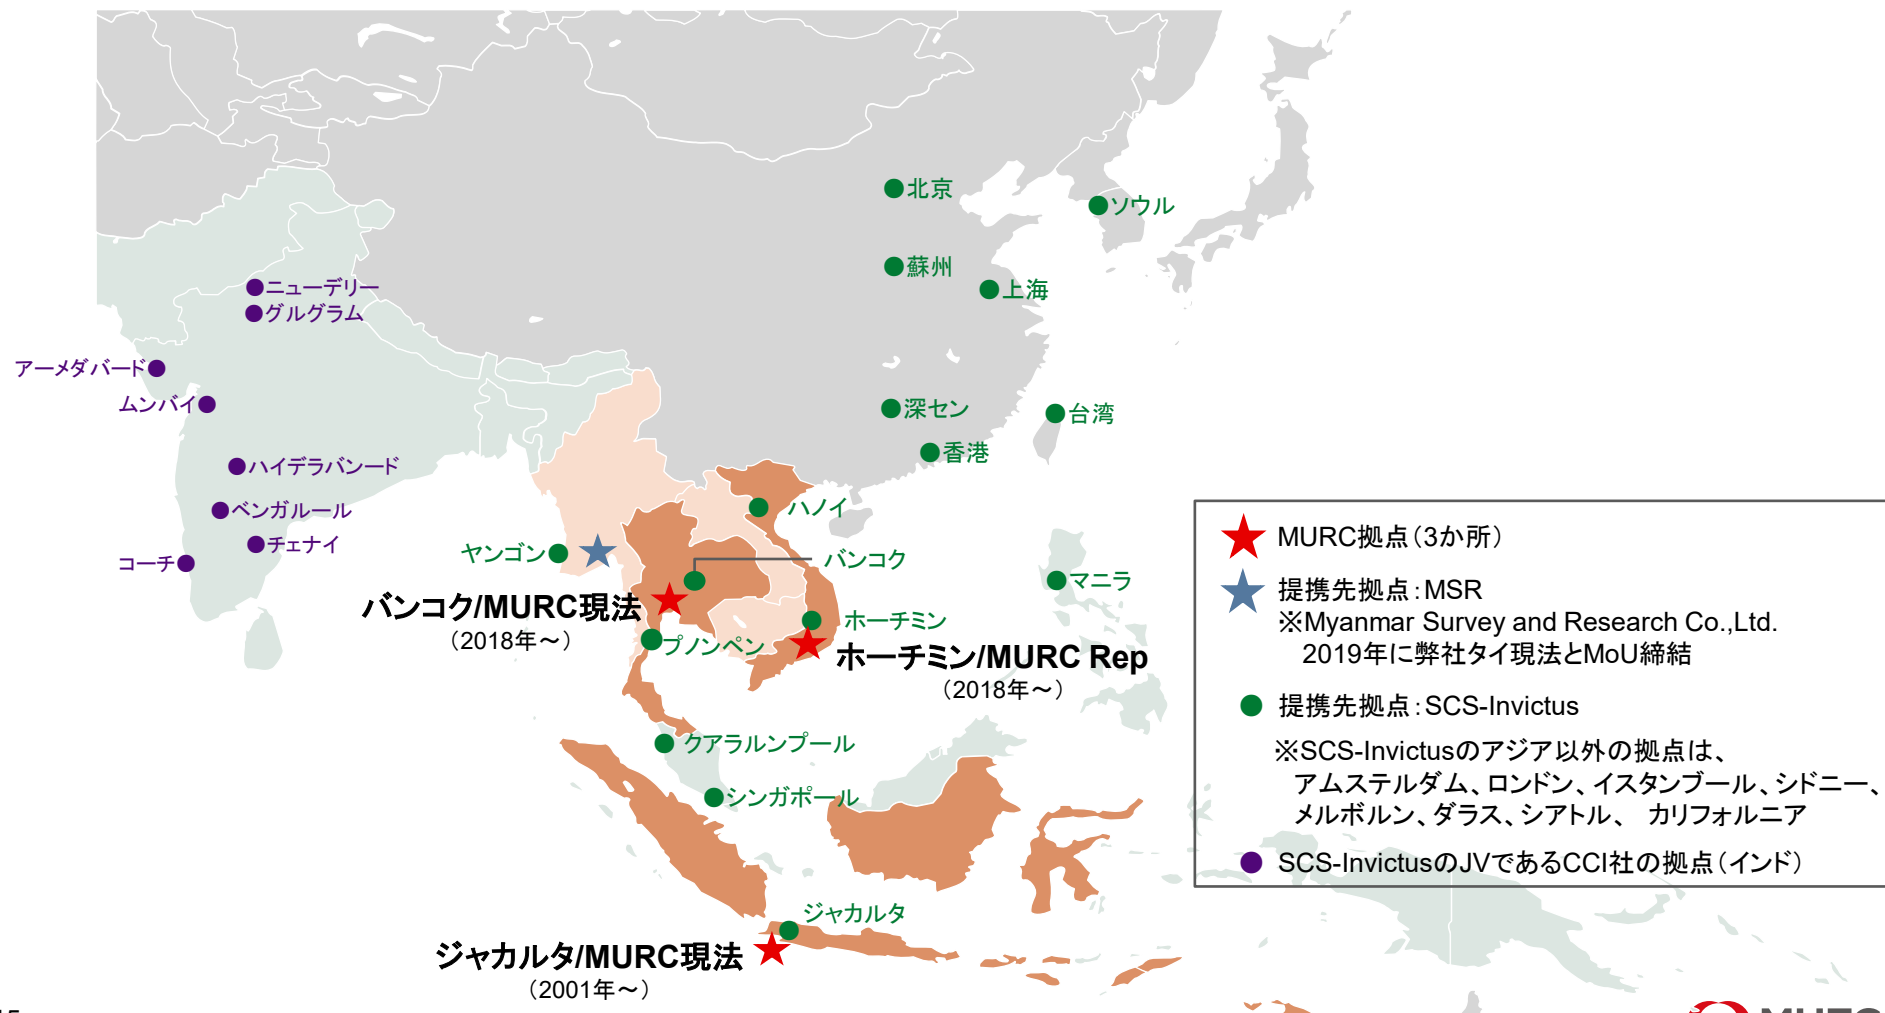 北京
ソウル
蘇州
上海
ニューデリー
グルグラム
アーメダバード
ムンバイ
深セン
台湾
香港
ハイデラバンード
ベンガルール
ハノイ
チェナイ
コーチ
ヤンゴン
バンコク
マニラ
バンコク/MURC現法
（2018年～）
ホーチミン
プノンペン
ホーチミン/MURC Rep
（2018年～）
クアラルンプール
シンガポール
ジャカルタ
ジャカルタ/MURC現法
（2001年～）
MURC拠点（3か所）
提携先拠点：MSR
※Myanmar Survey and Research Co.,Ltd.
2019年に弊社タイ現法とMoU締結
提携先拠点：SCS-Invictus
※SCS-Invictusのアジア以外の拠点は、
アムステルダム、ロンドン、イスタンブール、シドニー、
メルボルン、ダラス、シアトル、 カリフォルニア
SCS-InvictusのJVであるCCI社の拠点（インド）